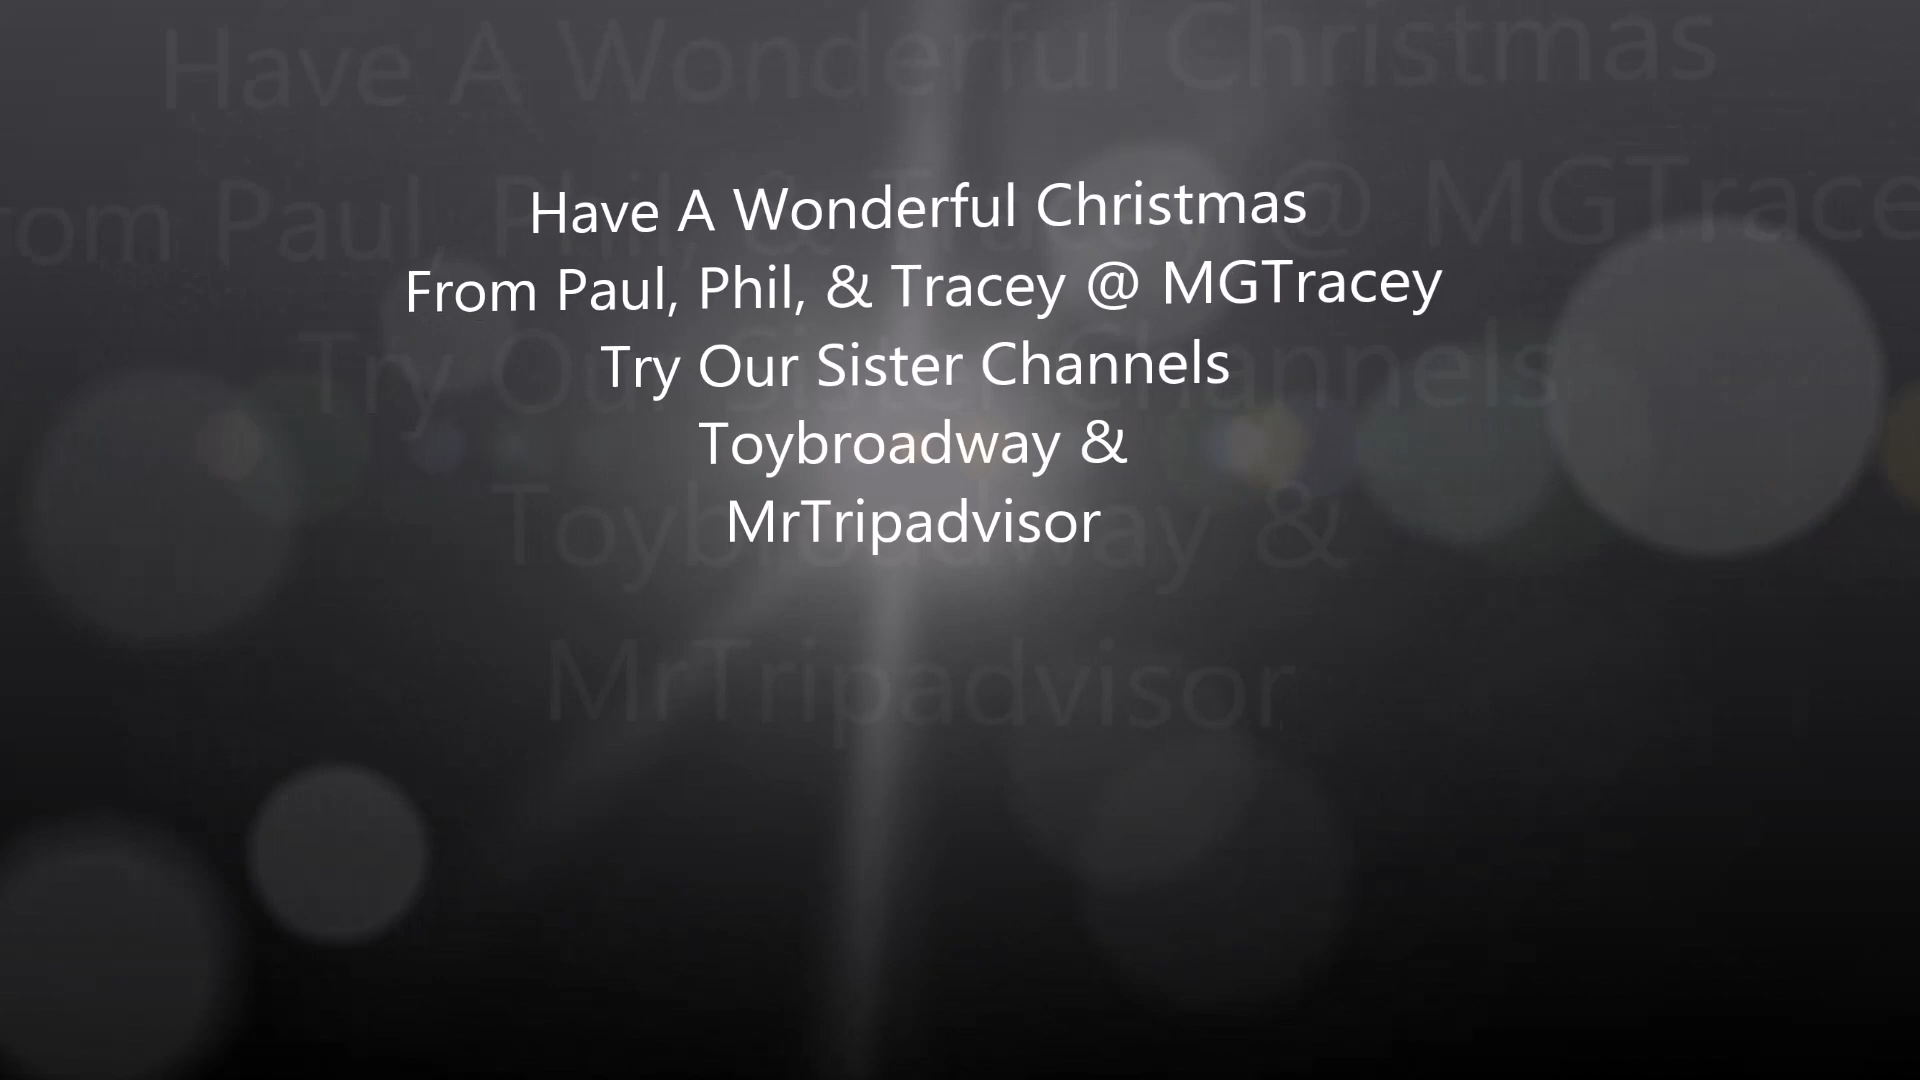 Have A Wonderful Christmas
From Paul, Phil, & Tracey @ MGTracey
Try Our Sister Channels
Toybroadway &
MrTripadvisor